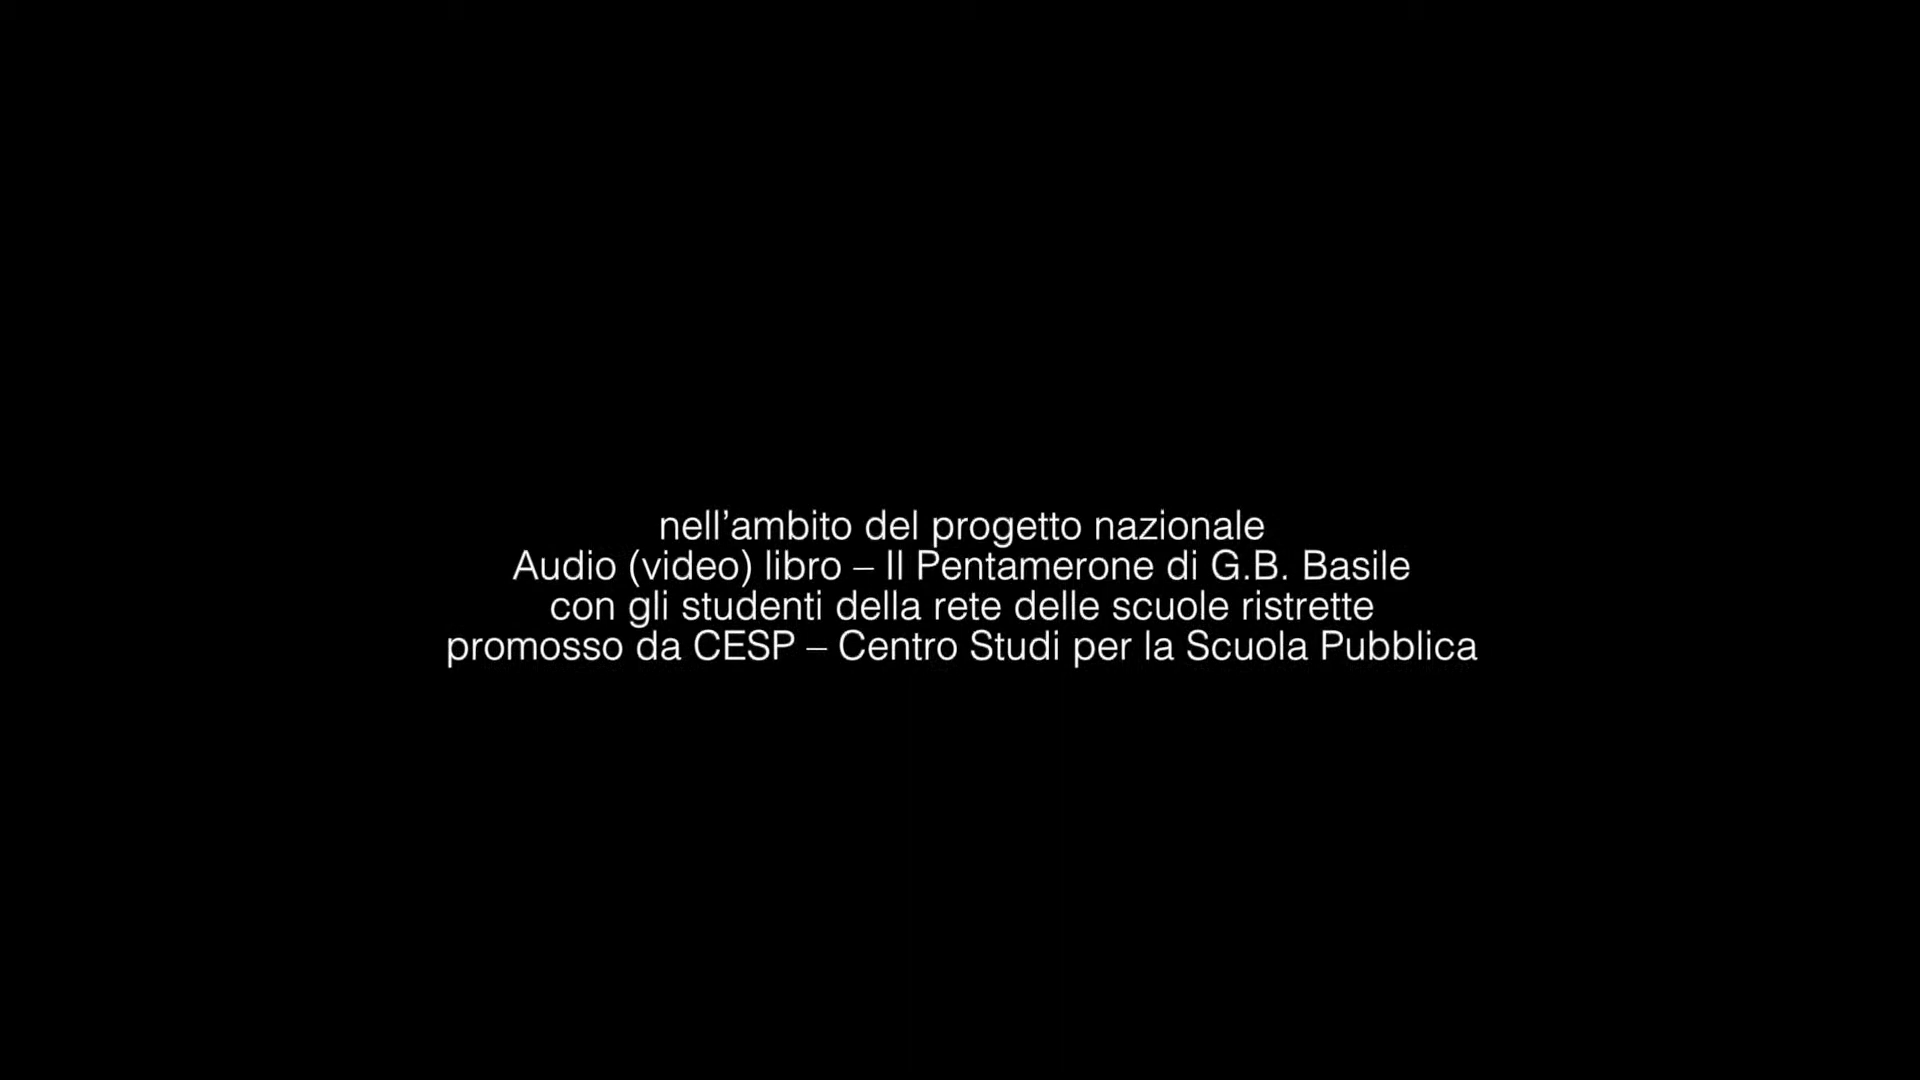 nell’ambito del progetto nazionale
Audio (video) libro – Il Pentamerone di G.B. Basile
con gli studenti della rete delle scuole ristrette
promosso da CESP – Centro Studi per la Scuola Pubblica